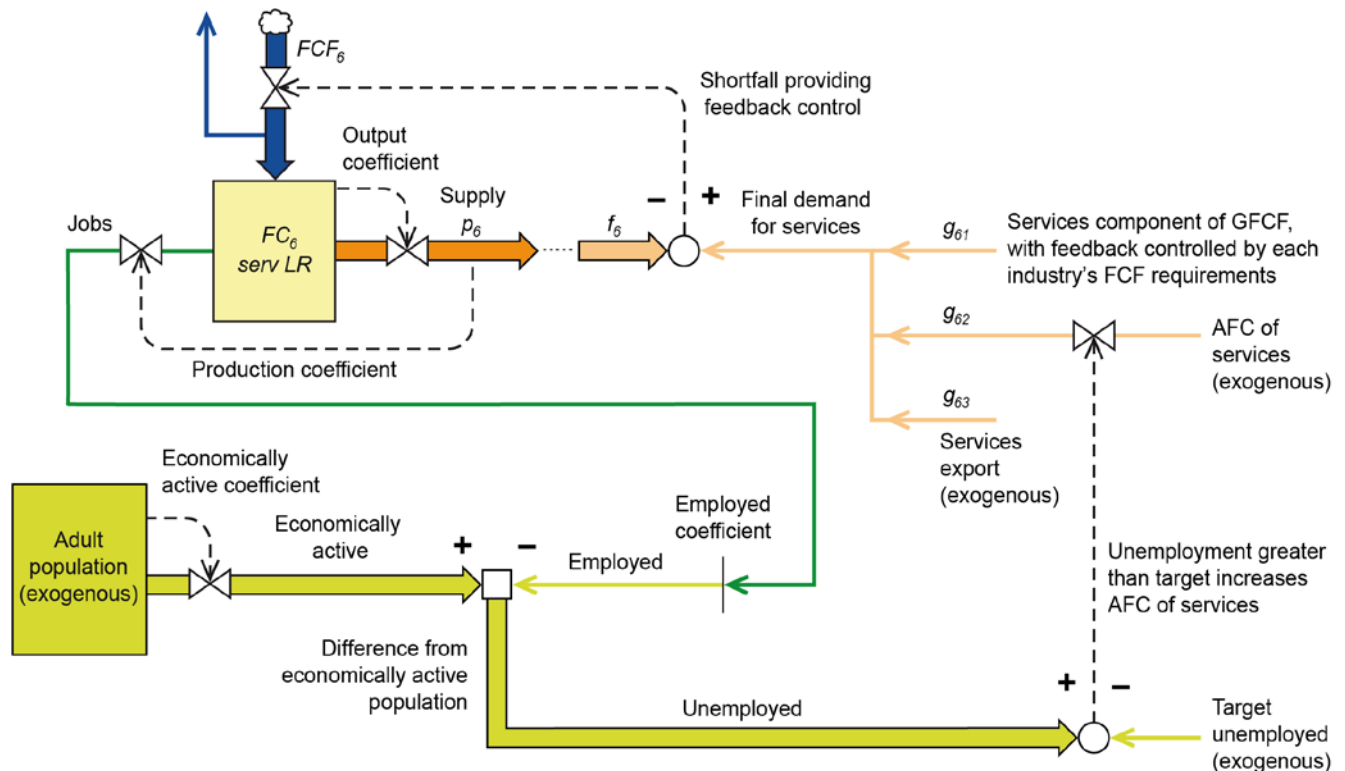 FCF6
Shortfall providing
feedback control
Output
coefficient
Jobs
FC6
serv LR
Supply
p6
f6
−
+
Final demand
for services
g61
Services component of GFCF,
with feedback controlled by each
industry's FCF requirements
g62
AFC of
services
(exogenous)
Production coefficient
g63
Services
export
(exogenous)
Economically
active coefficient
Adult
population
(exogenous)
Economically
active
+
−
Employed
Employed
coefficient
Unemployment greater
than target increases
AFC of services
Difference from
economically active
population
Unemployed
+
−
Target
unemployed
(exogenous)